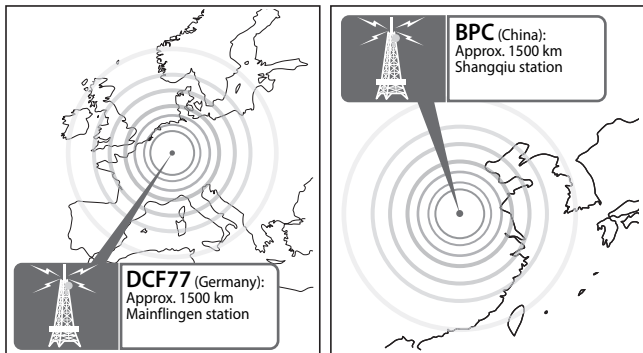 DCF77 (Germany):
Approx. 1500 km
Mainflingen station
BPC (China):
Approx. 1500 km
Shangqiu station